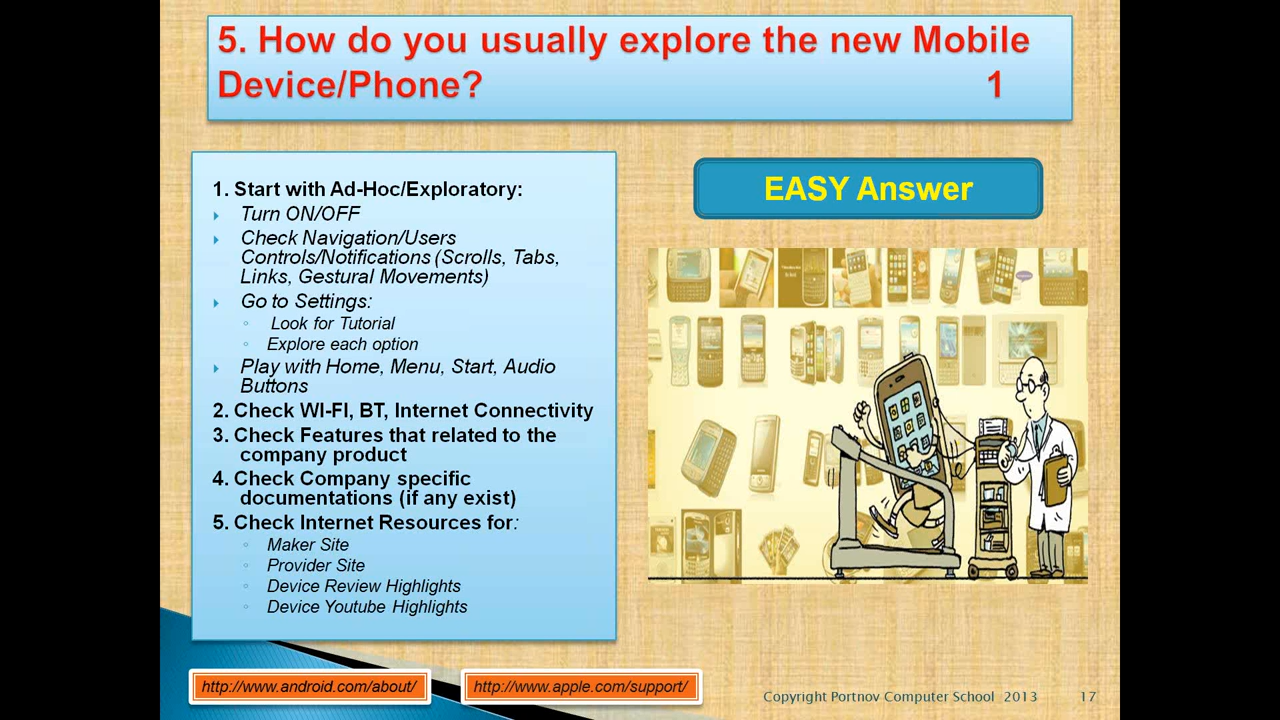 5. How do you usually explore the new Mobile
Device/Phone? 1
1. Start with Ad-Hoc/Exploratory:
Turn ON/OFF
Check Navigation/Users
Controls/Notifications (Scrolls, Tabs,
Links, Gestural Movements)
Go to Settings:
Look for Tutorial
Explore each option
Play with Home, Menu, Start, Audio
Buttons
2. Check WI-FI, BT, Internet Connectivity
3. Check Features that related to the
company product
4. Check Company specific
documentations (if any exist)
5. Check Internet Resources for:
Maker Site
Provider Site
Device Review Highlights
Device Youtube Highlights
EASY Answer
http://www.android.com/about/
http://www.apple.com/support/
Copyright Portnov Computer School 2013
17